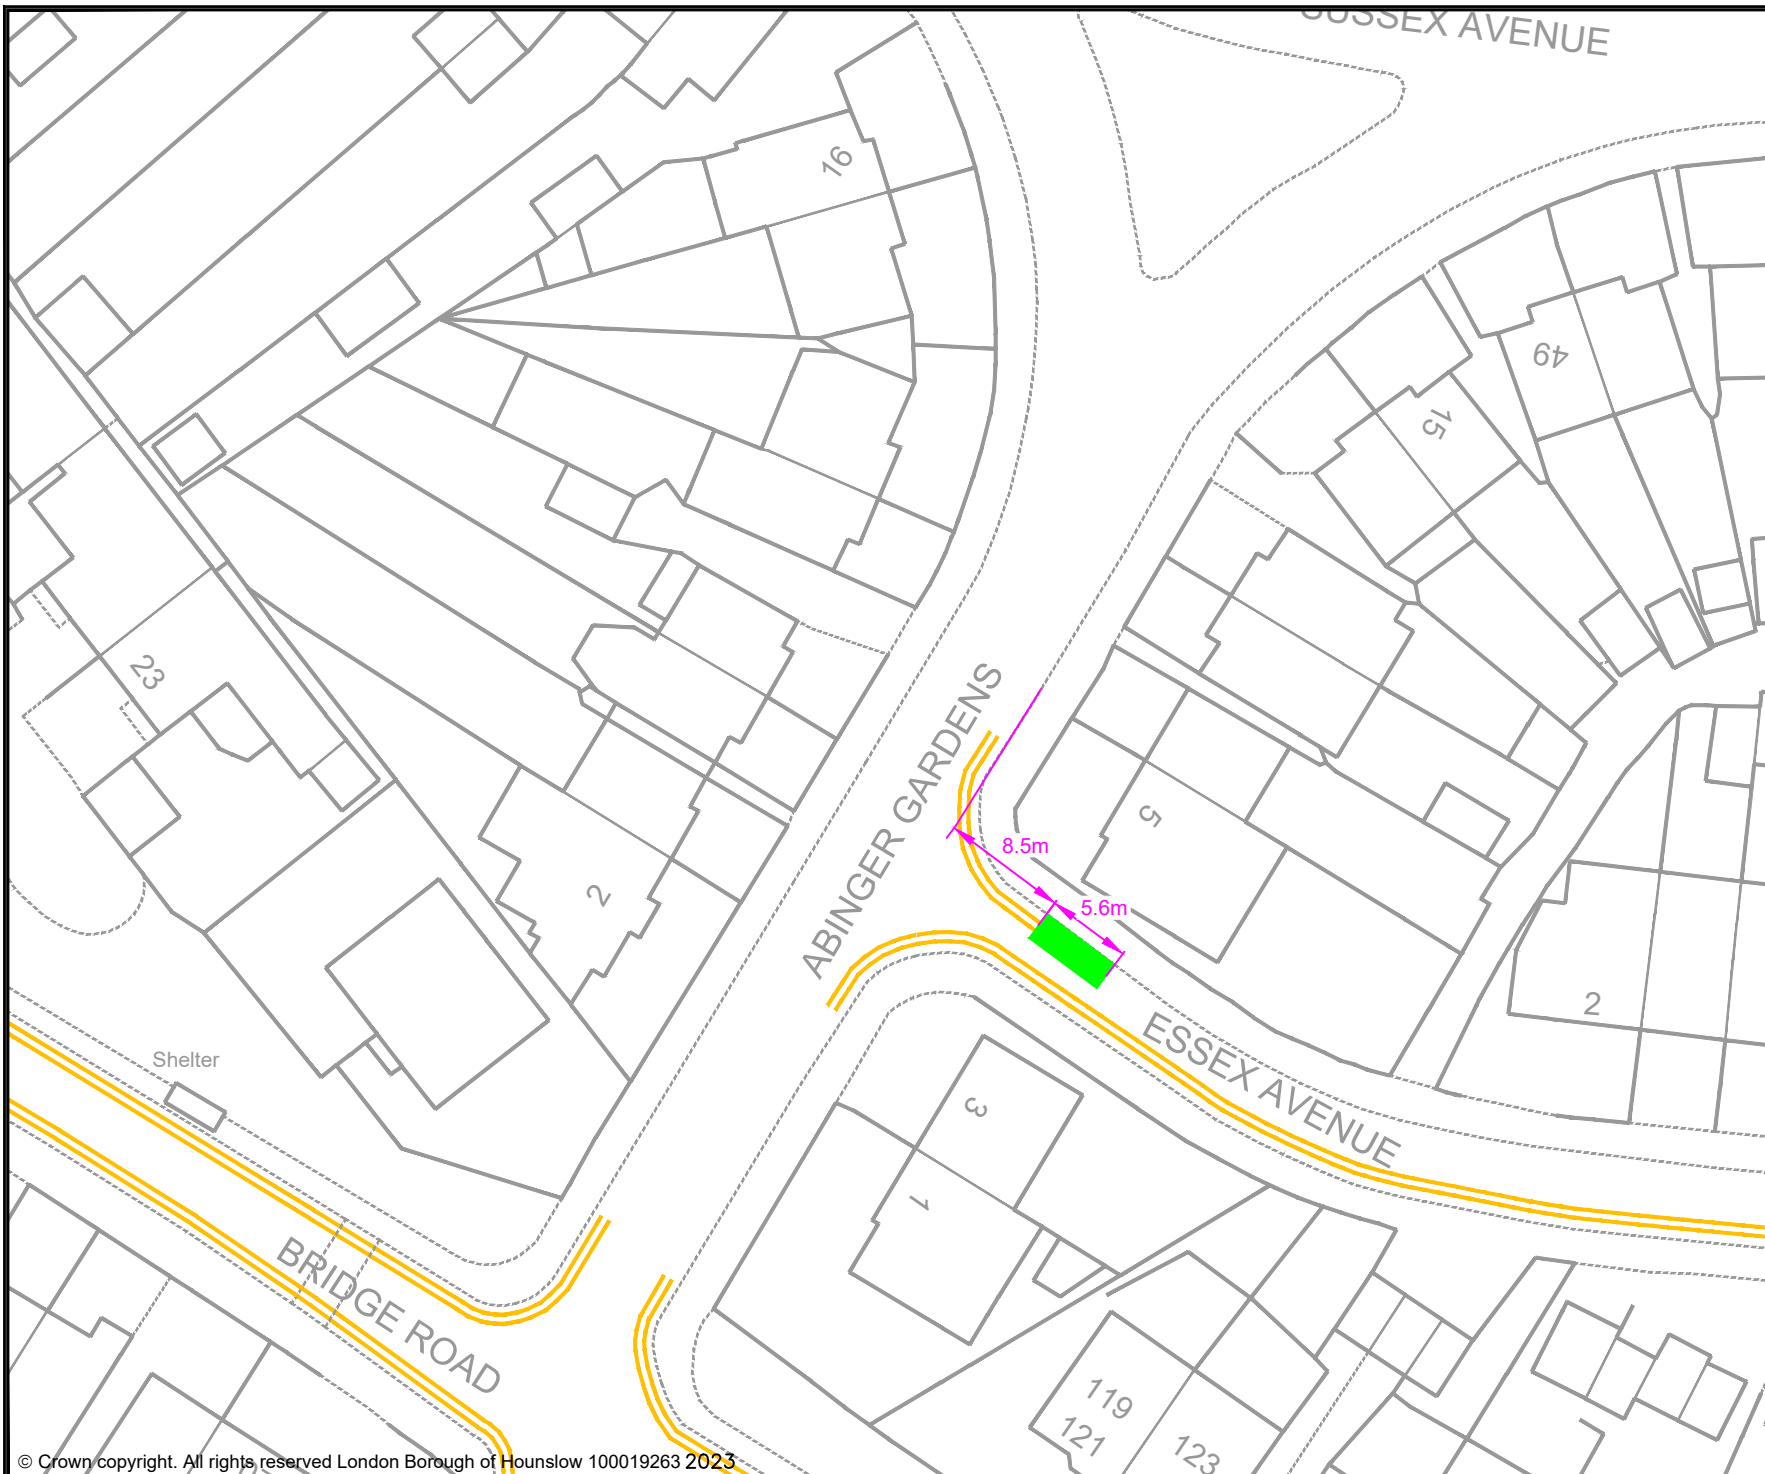 SUSSEX AVENUE
16
49
15
23
ABINGER GARDENS
8.5m
5
5.6m
2
2
ESSEX AVENUE
Shelter
3
1
BRIDGE ROAD
119
121
123
© Crown copyright. All rights reserved London Borough of Hounslow 100019263 2023